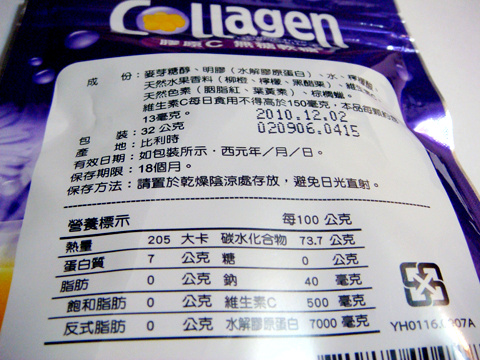 Collagen
膠原C 無糖軟糖
成 份：麥芽糖醇、明膠（水解膠原蛋白）、水、檸檬酸、
天然水果香料（柳橙、檸檬、黑醋栗）、維生素
天然色素（胭脂紅、葉黃素）、棕櫚蠟。
維生素C每日食用不得高於150毫克，本品每顆約含
13毫克。
2010.12.02
020906.0415
包 裝：32公克
產 地：比利時
有效日期：如包裝所示，西元年／月／日。
保存期限：18個月。
保存方法：請置於乾燥陰涼處存放，避免日光直射。
營養標示 每100 公克
熱量 205 大卡 碳水化合物 73.7 公克
蛋白質 7 公克 糖 0 公克
脂肪 0 公克 鈉 40 毫克
飽和脂肪 0 公克 維生素C 500 毫克
反式脂肪 0 公克 水解膠原蛋白 7000 毫克